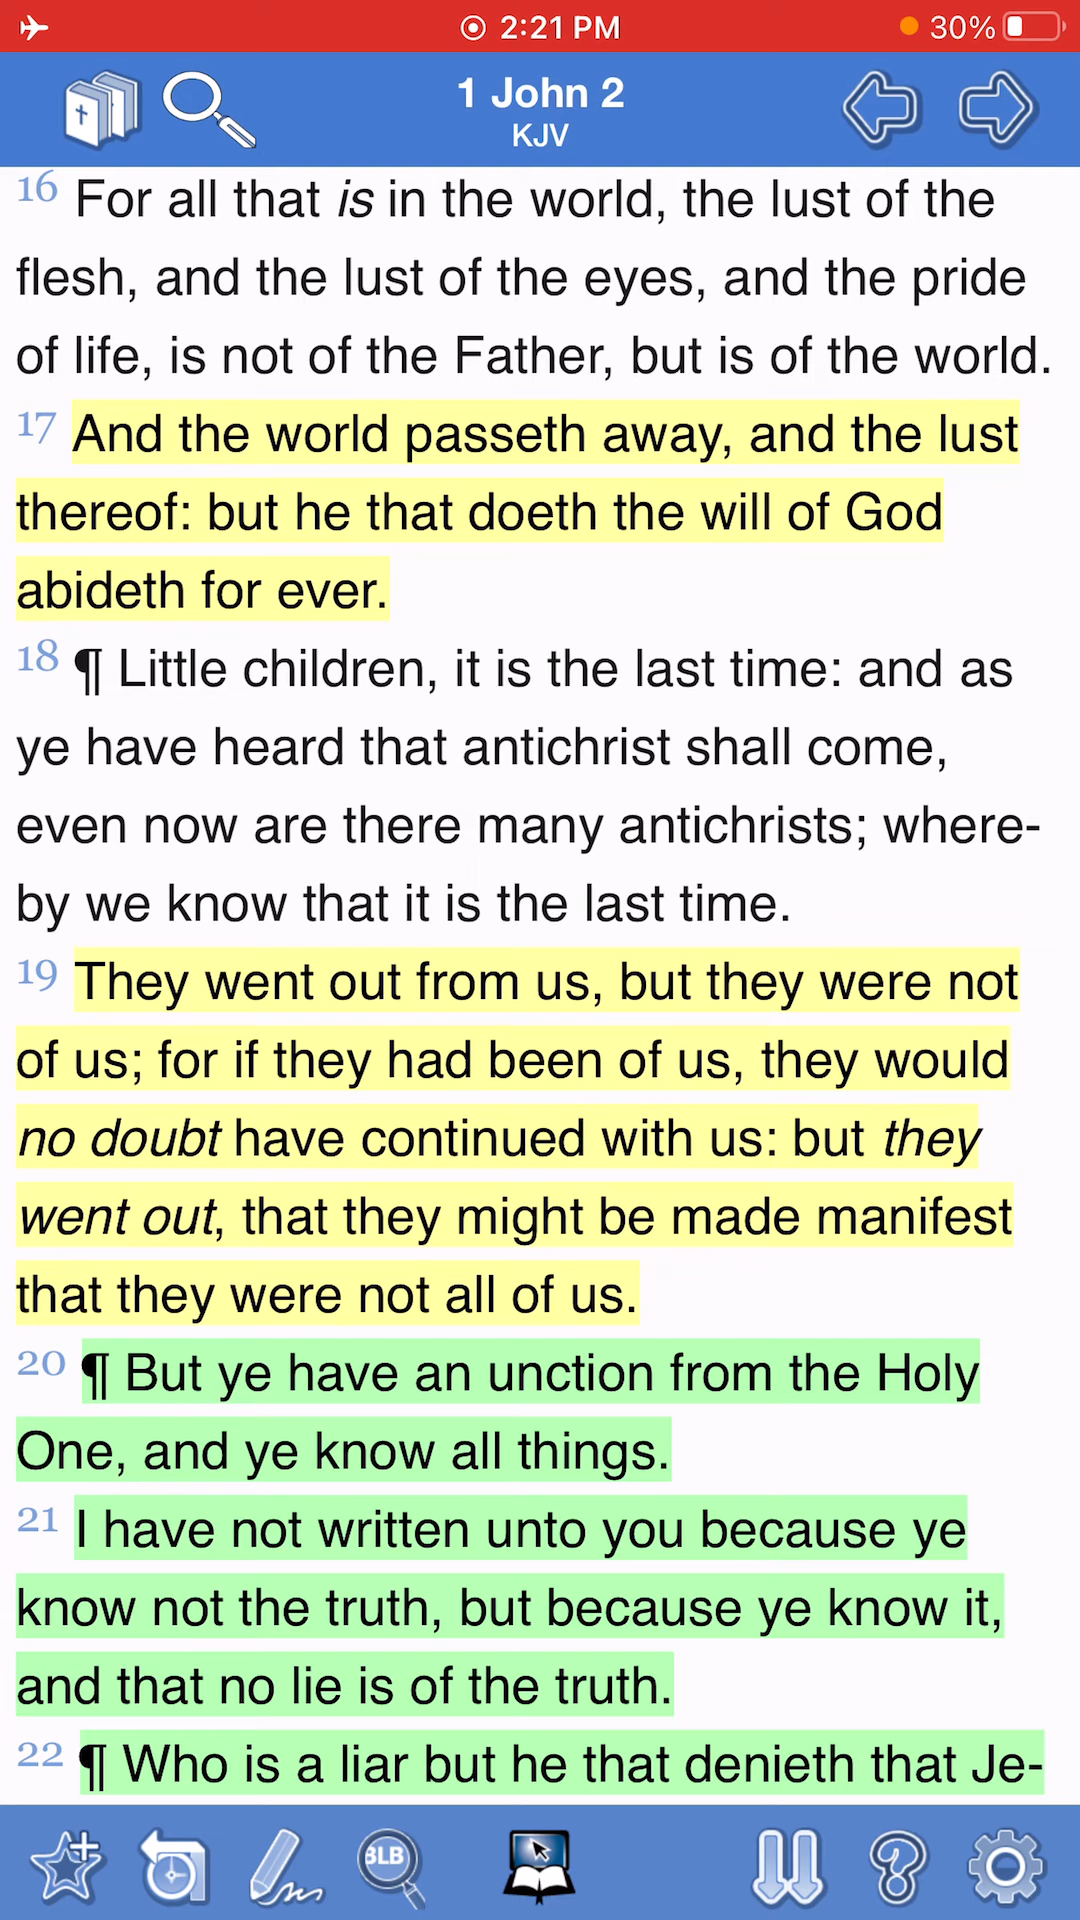 2:21 PM
30%
1 John 2
KJV
16 For all that is in the world, the lust of the
flesh, and the lust of the eyes, and the pride
of life, is not of the Father, but is of the world.
17 And the world passeth away, and the lust
thereof: but he that doeth the will of God
abideth for ever.
18 ¶ Little children, it is the last time: and as
ye have heard that antichrist shall come,
even now are there many antichrists; where-
by we know that it is the last time.
19 They went out from us, but they were not
of us; for if they had been of us, they would
no doubt have continued with us: but they
went out, that they might be made manifest
that they were not all of us.
20 ¶ But ye have an unction from the Holy
One, and ye know all things.
21 I have not written unto you because ye
know not the truth, but because ye know it,
and that no lie is of the truth.
22 ¶ Who is a liar but he that denieth that Je-
BLB